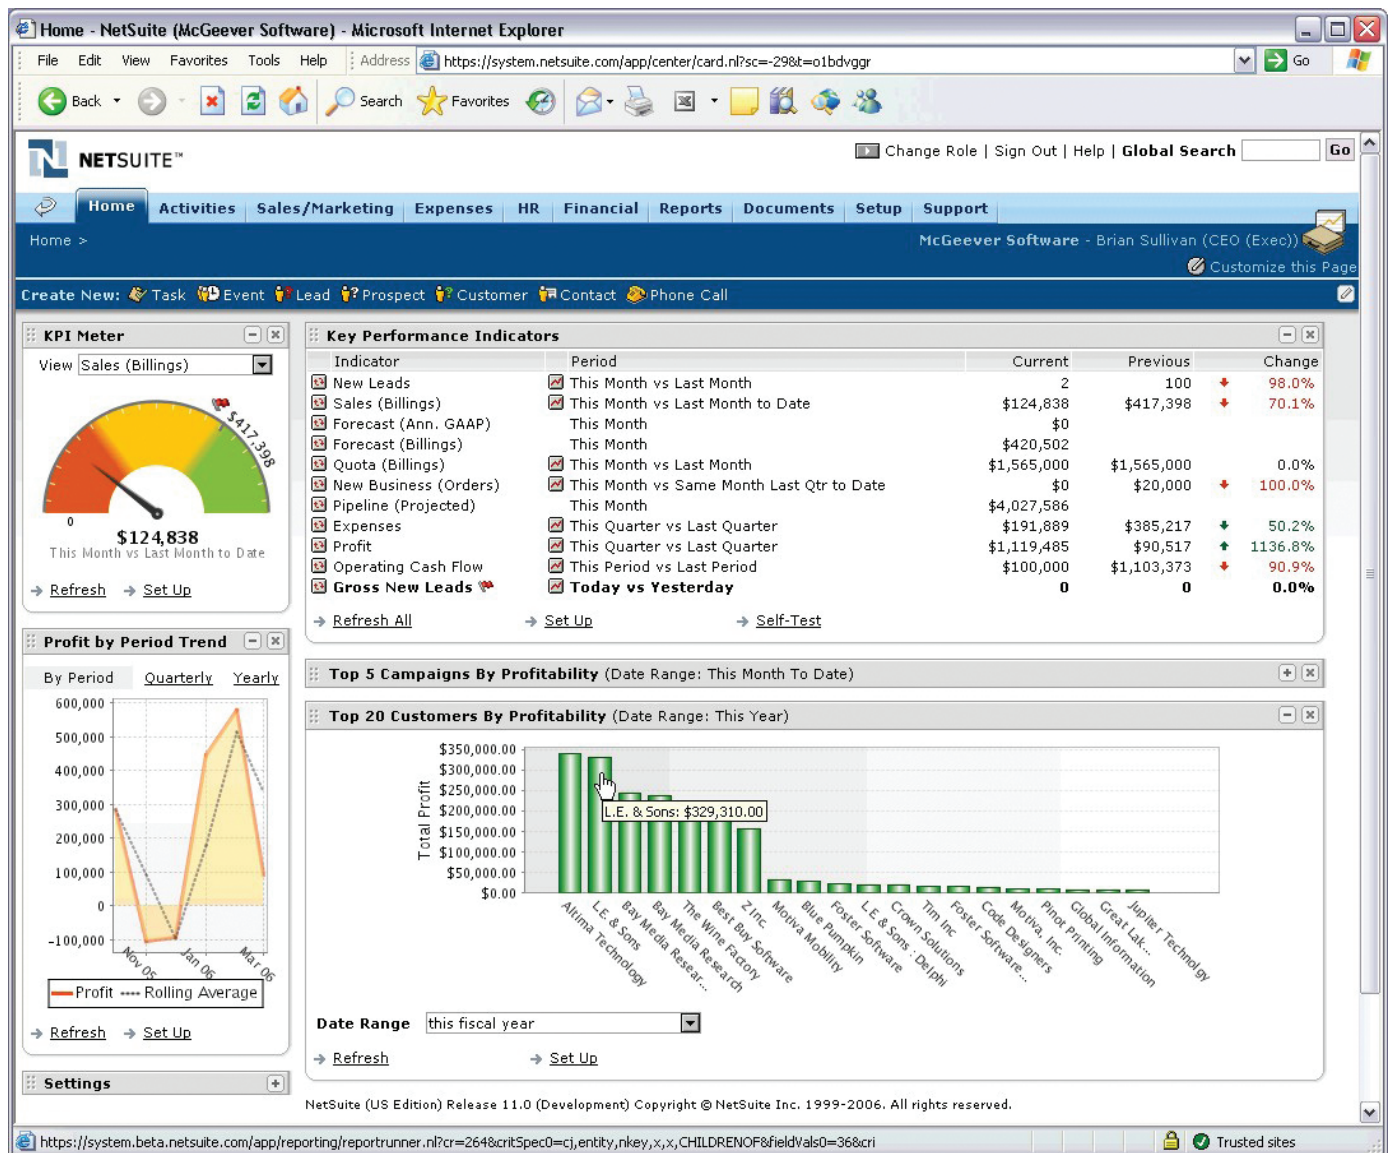 Home - NetSuite (McGeever Software) - Microsoft Internet Explorer
File Edit View Favorites Tools Help Address https://system.netsuite.com/app/center/card.nl?sc=-29&t=o1bdvggr Go
Back Search Favorites
NETSUITE™ Change Role | Sign Out | Help | Global Search Go
Home Activities Sales/Marketing Expenses HR Financial Reports Documents Setup Support
Home > McGeever Software - Brian Sullivan (CEO (Exec))
Customize this Page
Create New: Task Event Lead Prospect Customer Contact Phone Call
KPI Meter
View Sales (Billings)
$417,398
0
$124,838
This Month vs Last Month to Date
Refresh Set Up
Key Performance Indicators
Indicator Period Current Previous Change
New Leads This Month vs Last Month 2 100 98.0%
Sales (Billings) This Month vs Last Month to Date $124,838 $417,398 70.1%
Forecast (Ann. GAAP) This Month $0
Forecast (Billings) This Month $420,502
Quota (Billings) This Month vs Last Month $1,565,000 $1,565,000 0.0%
New Business (Orders) This Month vs Same Month Last Qtr to Date $0 $20,000 100.0%
Pipeline (Projected) This Month $4,027,586
Expenses This Quarter vs Last Quarter $191,889 $385,217 50.2%
Profit This Quarter vs Last Quarter $1,119,485 $90,517 1136.8%
Operating Cash Flow This Period vs Last Period $100,000 $1,103,373 90.9%
Gross New Leads Today vs Yesterday 0 0 0.0%
Refresh All Set Up Self-Test
Profit by Period Trend
By Period Quarterly Yearly
600,000
500,000
400,000
300,000
200,000
100,000
0
-100,000
Nov 05 Jan 06 Mar 06
Profit Rolling Average
Refresh Set Up
Settings
Top 5 Campaigns By Profitability (Date Range: This Month To Date)
Top 20 Customers By Profitability (Date Range: This Year)
Total Profit
$350,000.00
$300,000.00
$250,000.00
$200,000.00
$150,000.00
$100,000.00
$50,000.00
$0.00
L.E. & Sons: $329,310.00
Altima Technology
L.E. & Sons
Bay Media Resear...
Bay Media Research
The Wine Factory
Best Buy Software
Z Inc.
Motiva Mobility
Blue Pumpkin
Foster Software
L.E & Sons : Delphi
Crown Solutions
Tim Inc
Foster Software...
Code Designers
Motiva, Inc.
Pinot Printing
Global Information
Great Lak...
Jupiter Technolgy
Date Range this fiscal year
Refresh Set Up
NetSuite (US Edition) Release 11.0 (Development) Copyright © NetSuite Inc. 1999-2006. All rights reserved.
https://system.beta.netsuite.com/app/reporting/reportrunner.nl?cr=264&critSpec0=cj,entity,nkey,x,x,CHILDRENOF&fieldVals0=36&cri Trusted sites